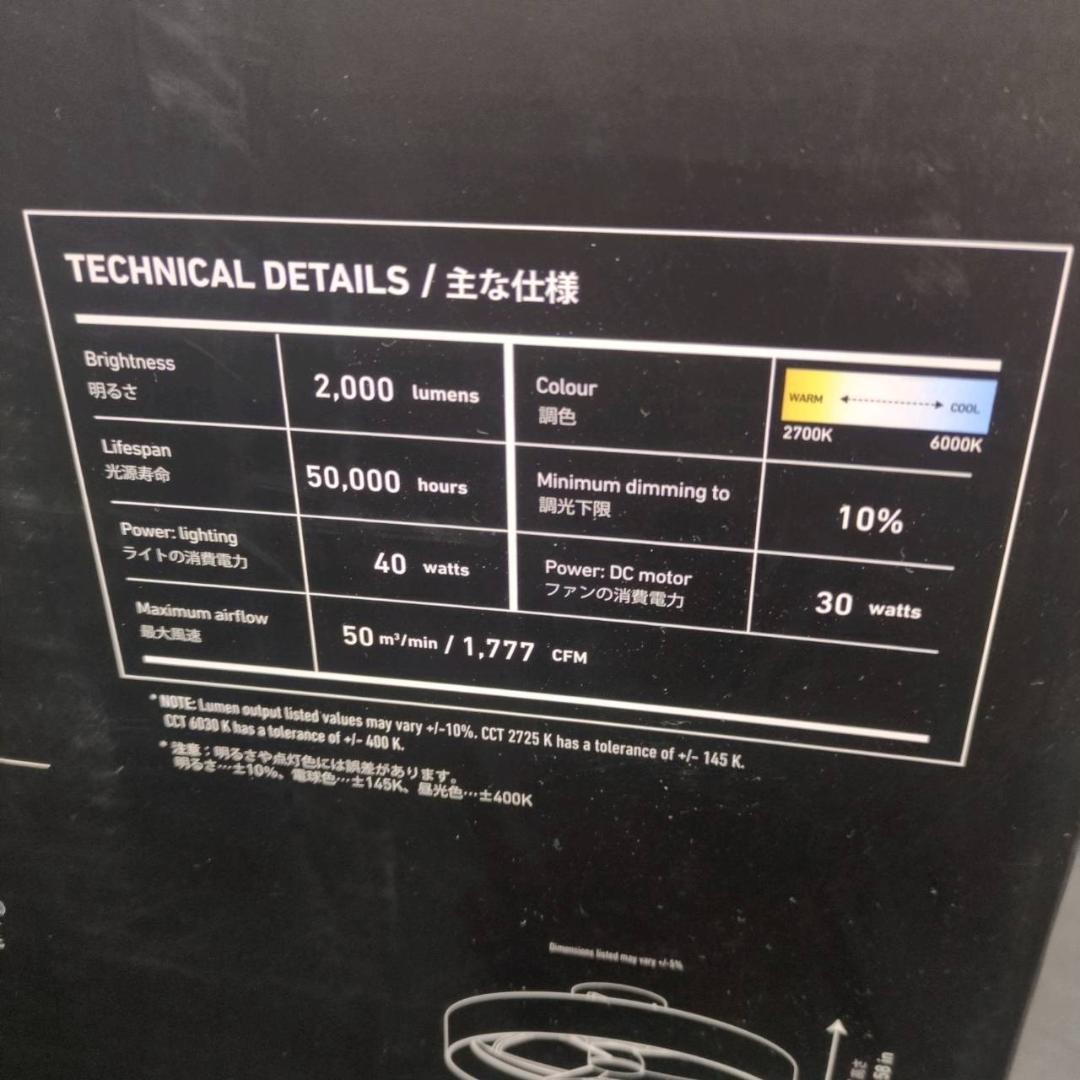 TECHNICAL DETAILS / 主な仕様
Brightness
明るさ
2,000 lumens
Colour
調色
WARM
COOL
2700K
6000K
Lifespan
光源寿命
50,000 hours
Minimum dimming to
調光下限
10%
Power: lighting
ライトの消費電力
40 watts
Power: DC motor
ファンの消費電力
30 watts
Maximum airflow
最大風速
50 m³/min / 1,777 CFM
* NOTE: Lumen output listed values may vary +/-10%. CCT 2725 K has a tolerance of +/- 145 K.
CCT 6030 K has a tolerance of +/- 400 K.
* 注意：明るさや点灯色には誤差があります。
明るさ…±10%、電球色…±145K、昼光色…±400K
Dimensions listed may vary +/-5%
高さ
58 in